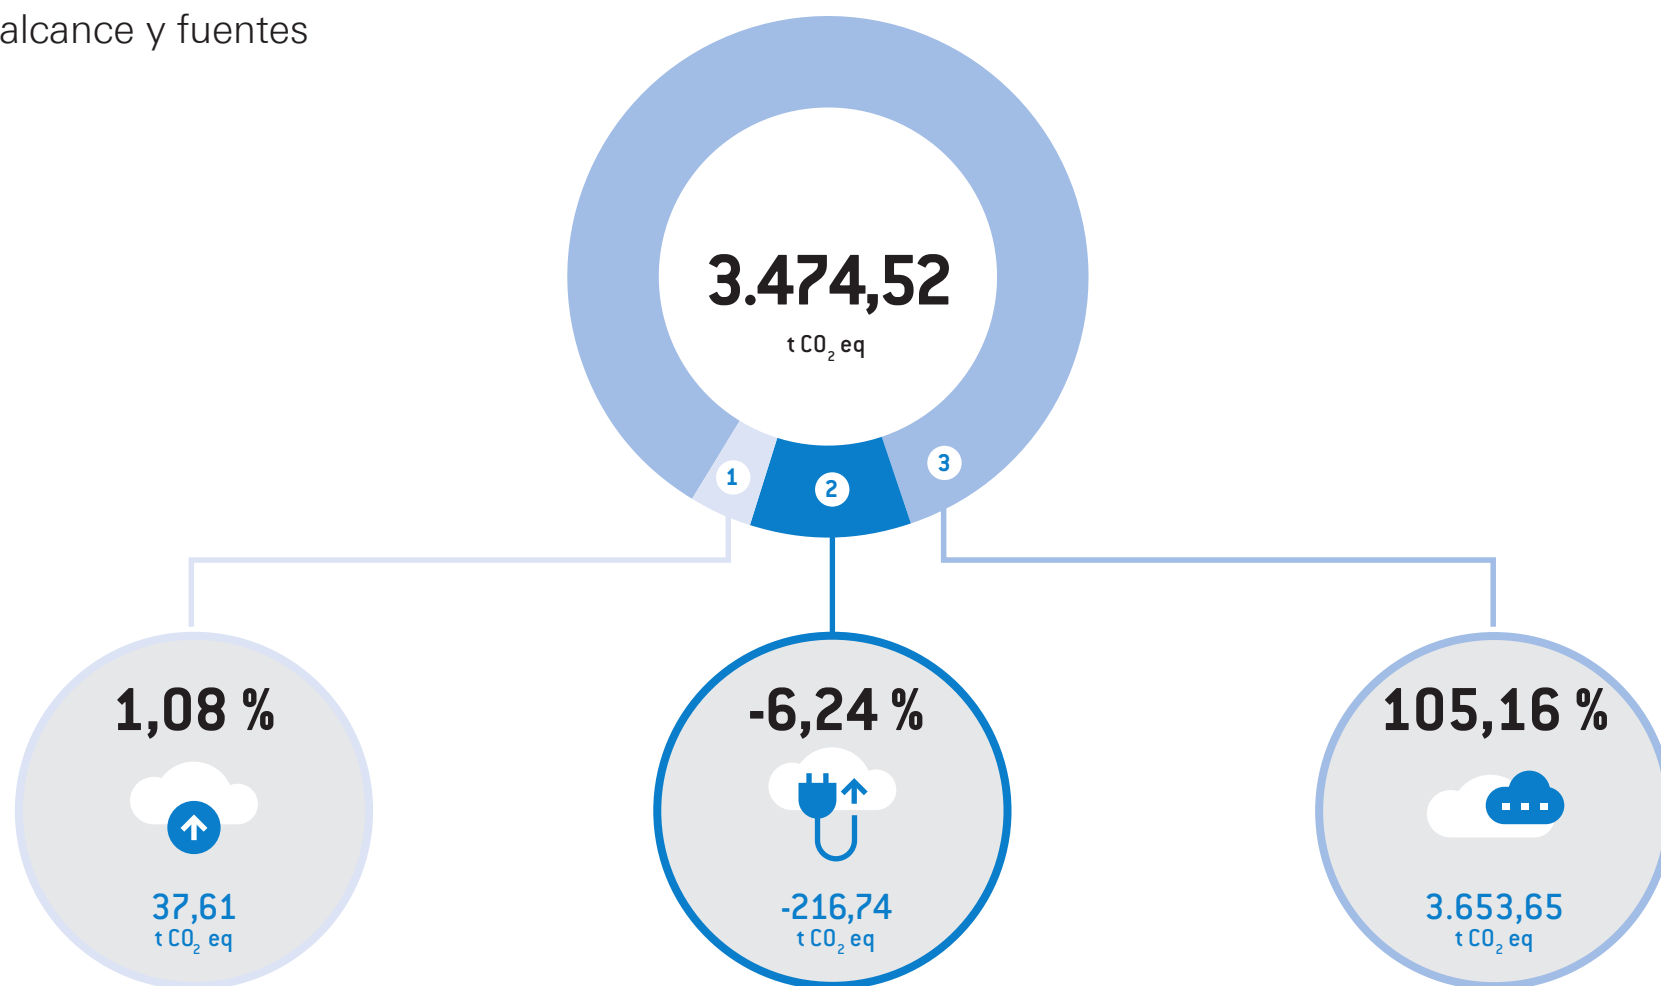 alcance y fuentes
3.474,52
t CO₂ eq
1
2
3
1,08 %
37,61
t CO₂ eq
-6,24 %
-216,74
t CO₂ eq
105,16 %
3.653,65
t CO₂ eq